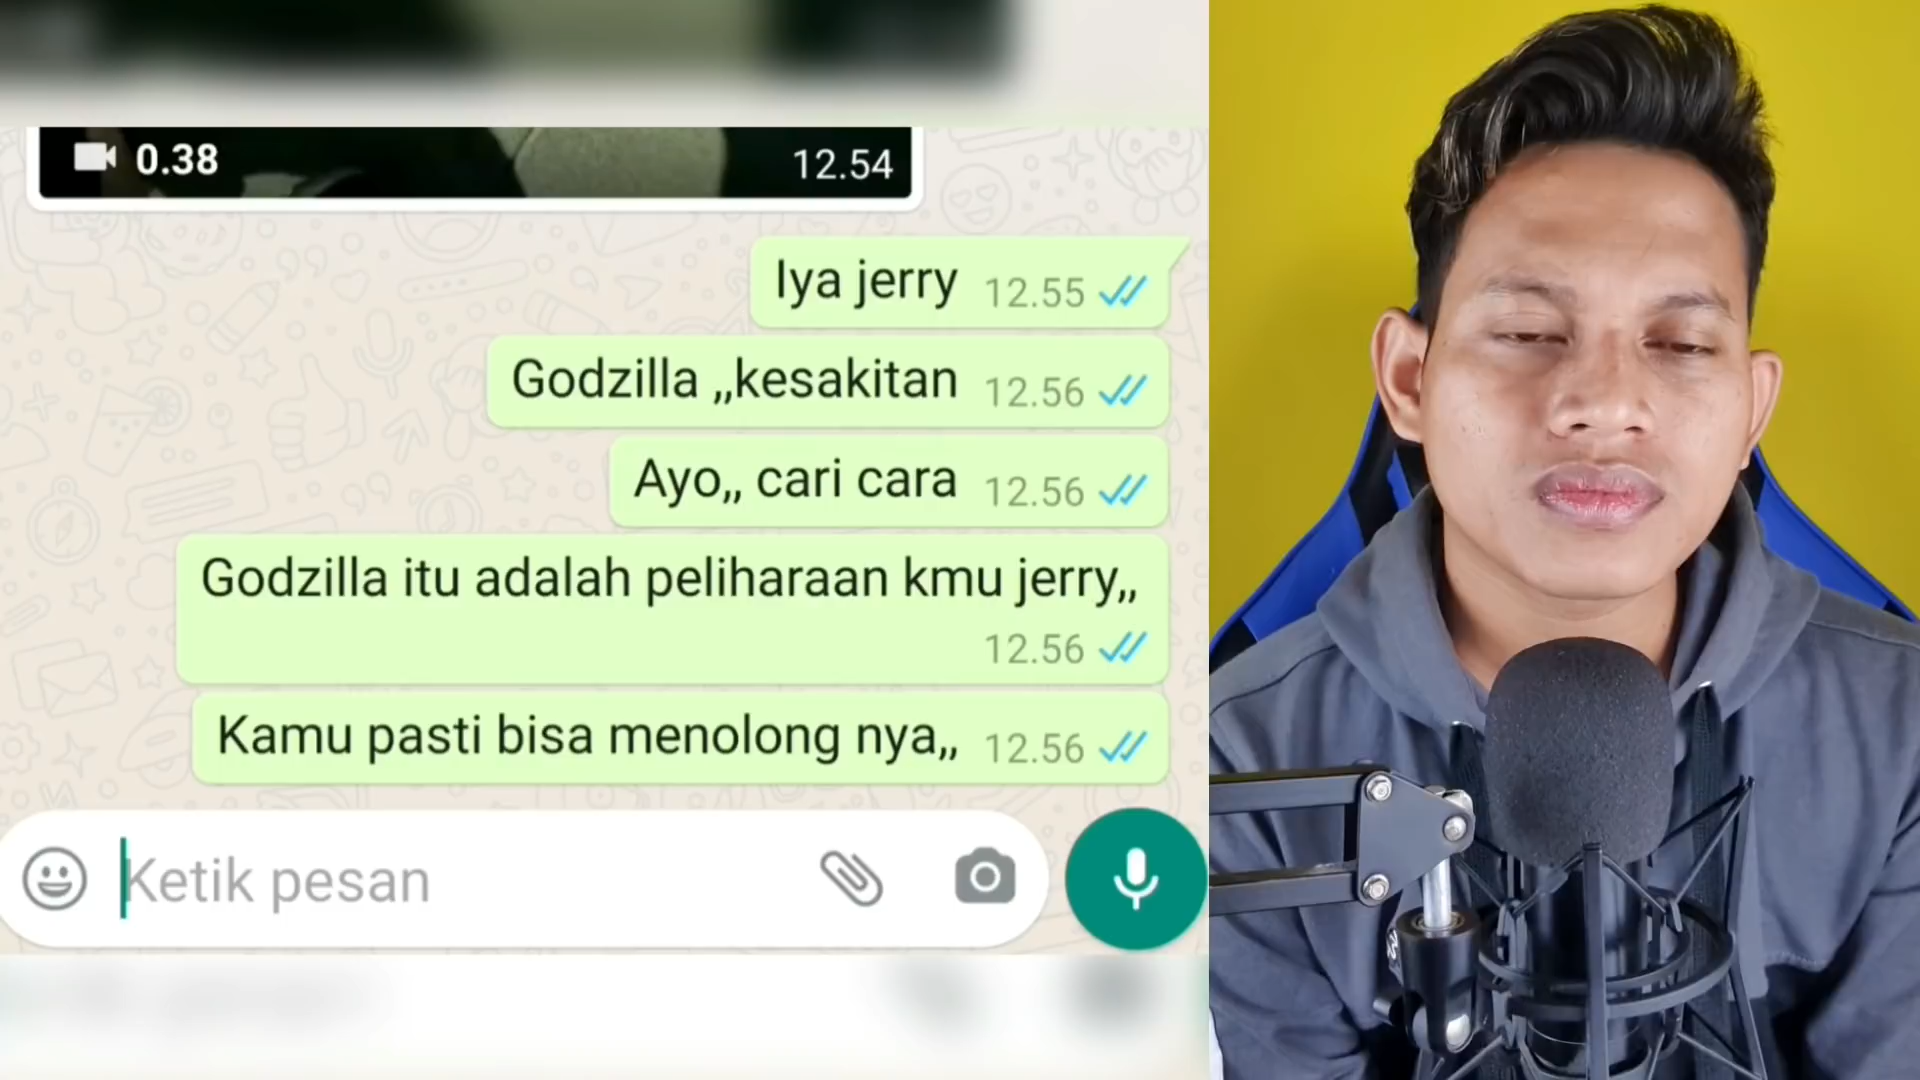 0.38 12.54
Iya jerry 12.55
Godzilla ,,kesakitan 12.56
Ayo,, cari cara 12.56
Godzilla itu adalah peliharaan kmu jerry,,
12.56
Kamu pasti bisa menolong nya,, 12.56
Ketik pesan